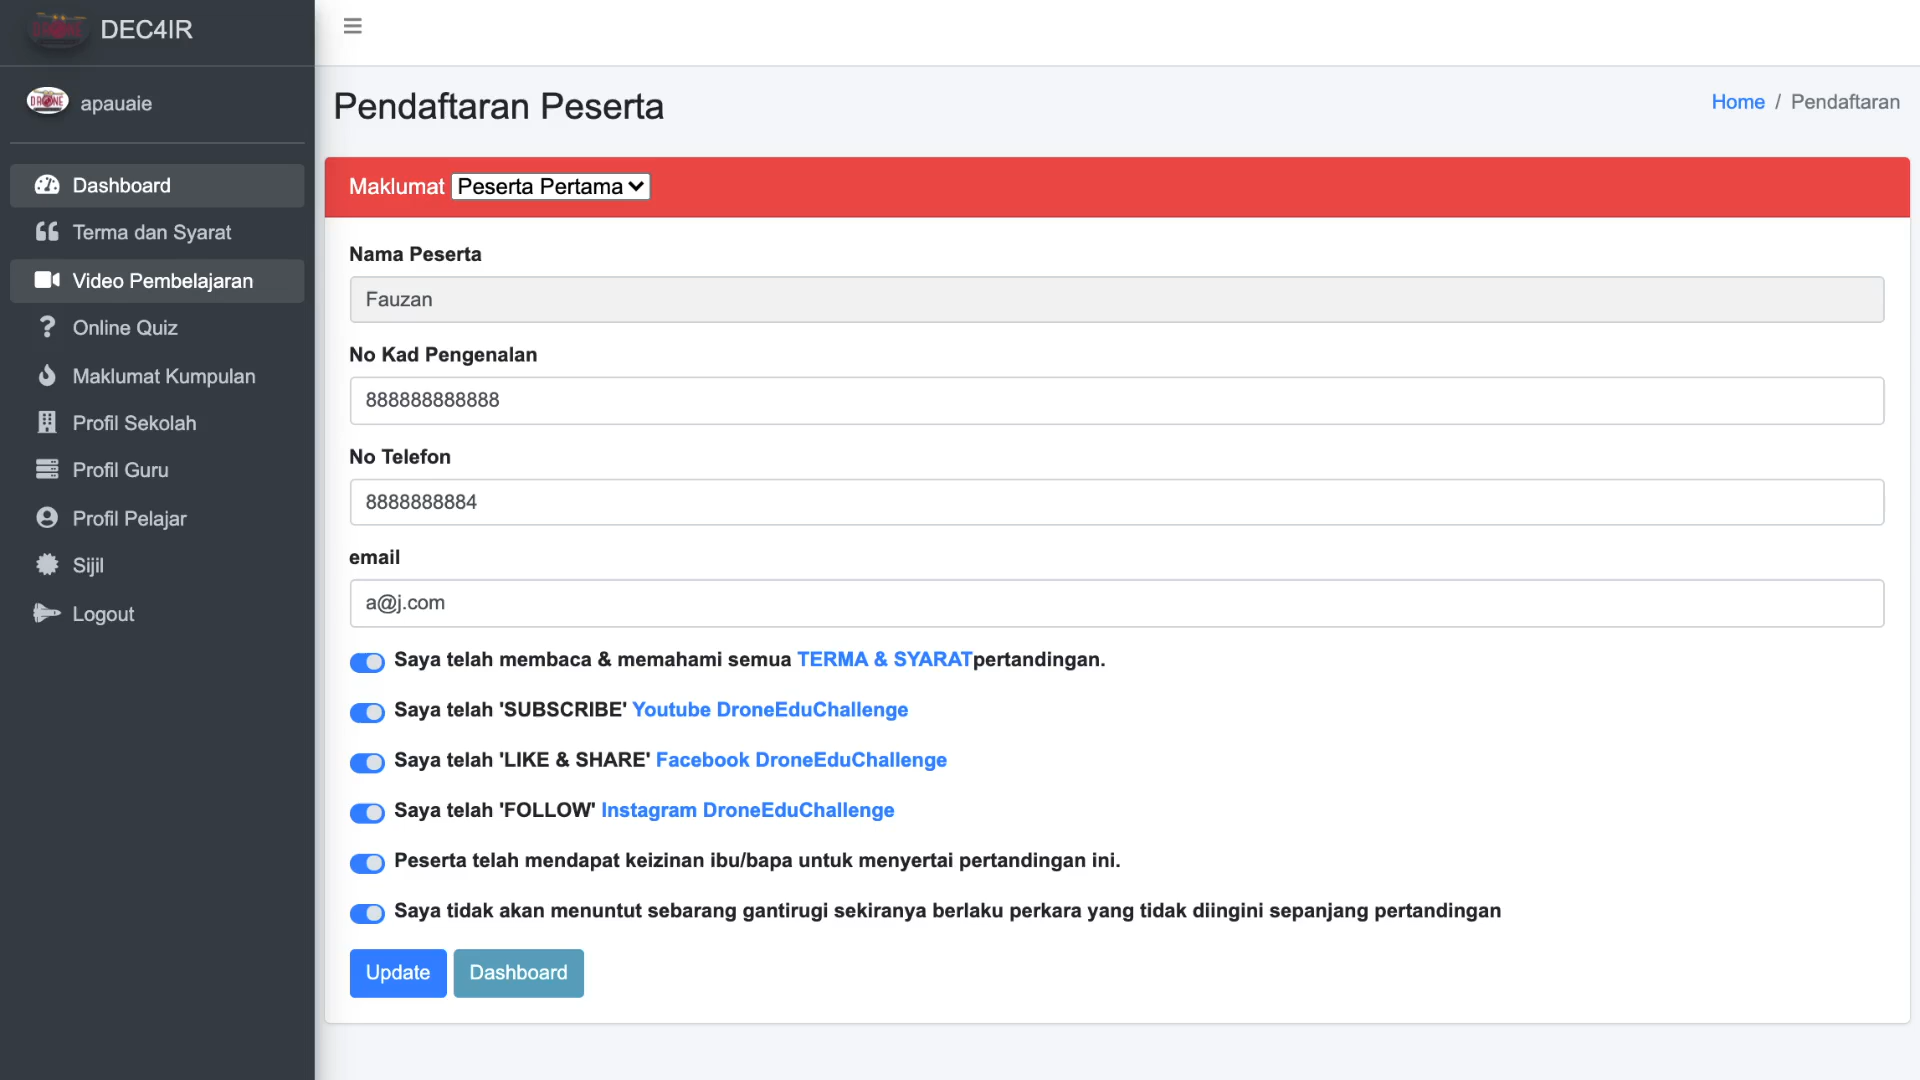 DEC4IR
apauaie
Dashboard
Terma dan Syarat
Video Pembelajaran
Online Quiz
Maklumat Kumpulan
Profil Sekolah
Profil Guru
Profil Pelajar
Sijil
Logout
Pendaftaran Peserta
Home / Pendaftaran
Maklumat Peserta Pertama
Nama Peserta
Fauzan
No Kad Pengenalan
888888888888
No Telefon
8888888884
email
a@j.com
Saya telah membaca & memahami semua TERMA & SYARATpertandingan.
Saya telah 'SUBSCRIBE' Youtube DroneEduChallenge
Saya telah 'LIKE & SHARE' Facebook DroneEduChallenge
Saya telah 'FOLLOW' Instagram DroneEduChallenge
Peserta telah mendapat keizinan ibu/bapa untuk menyertai pertandingan ini.
Saya tidak akan menuntut sebarang gantirugi sekiranya berlaku perkara yang tidak diingini sepanjang pertandingan
Update Dashboard